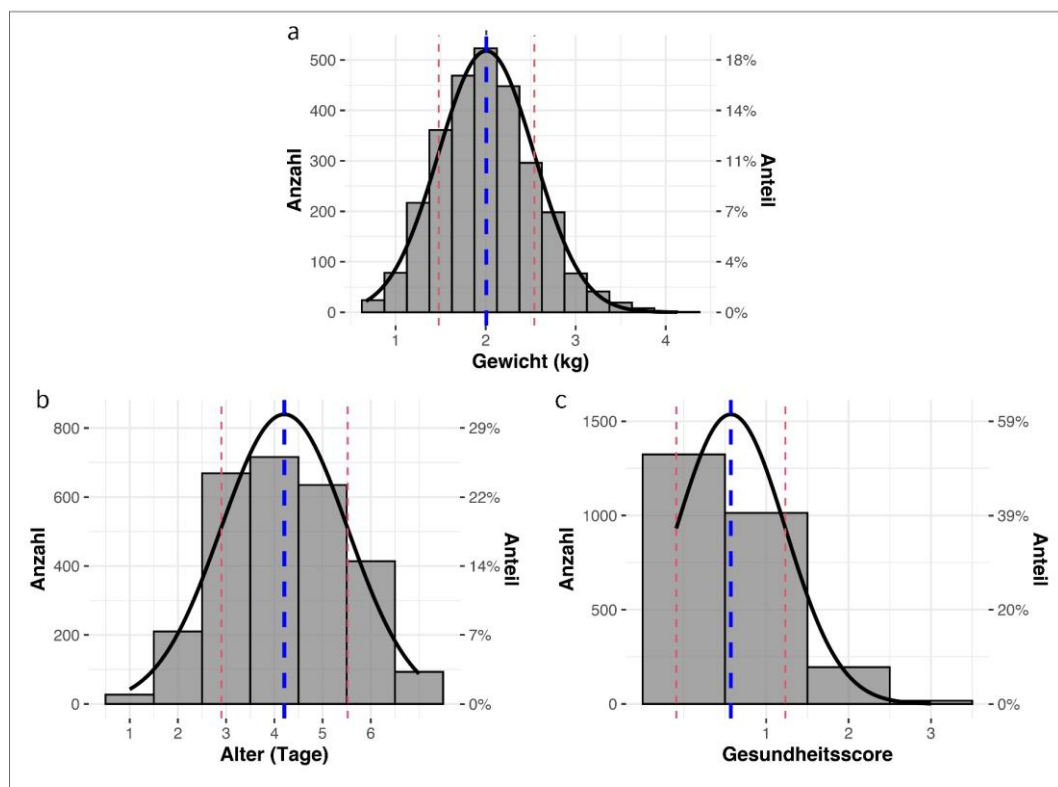 a
500
400
300
200
100
0
Anzahl
18%
14%
11%
7%
4%
0%
Anteil
1 2 3 4
Gewicht (kg)
b
800
600
400
200
0
Anzahl
29%
22%
14%
7%
0%
Anteil
1 2 3 4 5 6
Alter (Tage)
c
1500
1000
500
0
Anzahl
59%
39%
20%
0%
Anteil
1 2 3
Gesundheitsscore